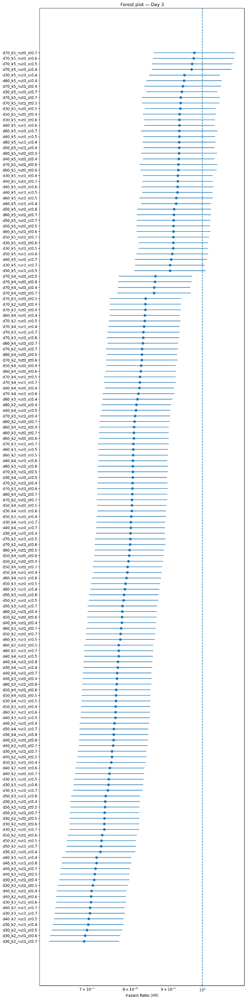 Forest plot — Day 3
d70_k5_nut0_st0.7
d70_k5_nut0_st0.6
d70_k5_nut0_st0.5
d70_k5_nut0_st0.4
d30_k5_nut0_st0.4
d60_k5_nut0_st0.4
d70_k5_nut1_st0.4
d30_k5_nut0_st0.7
d70_k5_nut1_st0.7
d70_k5_nut1_st0.5
d30_k5_nut0_st0.5
d50_k5_nut0_st0.4
d30_k5_nut0_st0.6
d40_k5_nut1_st0.6
d60_k5_nut0_st0.7
d40_k5_nut0_st0.5
d60_k5_nut1_st0.4
d50_k5_nut1_st0.4
d60_k5_nut0_st0.5
d40_k5_nut0_st0.4
d70_k5_nut1_st0.6
d60_k5_nut0_st0.6
d30_k5_nut1_st0.4
d40_k5_nut1_st0.7
d40_k5_nut0_st0.6
d40_k5_nut1_st0.5
d60_k5_nut1_st0.5
d40_k5_nut1_st0.4
d50_k5_nut0_st0.6
d60_k5_nut1_st0.7
d50_k5_nut0_st0.7
d50_k5_nut0_st0.5
d60_k5_nut1_st0.6
d50_k5_nut1_st0.7
d30_k5_nut1_st0.6
d30_k5_nut1_st0.5
d50_k5_nut1_st0.6
d40_k5_nut0_st0.7
d30_k5_nut1_st0.7
d50_k5_nut1_st0.5
d70_k4_nut0_st0.5
d70_k4_nut0_st0.6
d70_k4_nut0_st0.4
d70_k4_nut0_st0.7
d70_k3_nut0_st0.5
d70_k2_nut0_st0.4
d70_k3_nut0_st0.4
d60_k4_nut0_st0.4
d70_k2_nut0_st0.5
d70_k4_nut1_st0.4
d70_k3_nut0_st0.7
d70_k3_nut0_st0.6
d60_k4_nut0_st0.7
d70_k2_nut0_st0.7
d60_k4_nut0_st0.5
d70_k2_nut0_st0.6
d50_k4_nut0_st0.4
d60_k4_nut0_st0.6
d70_k4_nut1_st0.5
d70_k4_nut1_st0.7
d40_k4_nut0_st0.4
d70_k4_nut1_st0.6
d60_k3_nut0_st0.4
d60_k2_nut0_st0.4
d40_k4_nut0_st0.5
d70_k3_nut1_st0.4
d60_k2_nut0_st0.7
d60_k4_nut1_st0.4
d60_k3_nut0_st0.7
d60_k2_nut0_st0.6
d70_k3_nut1_st0.7
d60_k3_nut0_st0.5
d60_k2_nut0_st0.5
d40_k4_nut0_st0.6
d60_k3_nut0_st0.6
d70_k3_nut1_st0.5
d30_k4_nut0_st0.5
d70_k2_nut1_st0.4
d70_k3_nut1_st0.6
d60_k4_nut1_st0.7
d70_k2_nut1_st0.7
d50_k4_nut0_st0.5
d30_k4_nut0_st0.6
d50_k3_nut0_st0.4
d30_k4_nut0_st0.7
d40_k4_nut0_st0.7
d30_k4_nut0_st0.4
d70_k2_nut1_st0.5
d70_k2_nut1_st0.6
d60_k4_nut1_st0.5
d50_k4_nut0_st0.6
d50_k2_nut0_st0.4
d50_k4_nut0_st0.7
d50_k4_nut1_st0.4
d60_k4_nut1_st0.6
d50_k3_nut0_st0.5
d60_k3_nut1_st0.4
d50_k3_nut0_st0.6
d50_k2_nut0_st0.5
d50_k3_nut0_st0.7
d60_k2_nut1_st0.4
d50_k2_nut0_st0.6
d40_k4_nut1_st0.4
d60_k3_nut1_st0.7
d50_k2_nut0_st0.7
d60_k3_nut1_st0.5
d60_k2_nut1_st0.5
d60_k2_nut1_st0.7
d40_k4_nut1_st0.5
d40_k4_nut1_st0.6
d30_k4_nut1_st0.4
d40_k4_nut1_st0.7
d40_k3_nut0_st0.4
d60_k3_nut1_st0.6
d50_k4_nut1_st0.6
d50_k4_nut1_st0.5
d30_k4_nut1_st0.5
d50_k3_nut1_st0.4
d60_k2_nut1_st0.6
d40_k3_nut0_st0.5
d40_k2_nut0_st0.4
d50_k4_nut1_st0.7
d30_k4_nut1_st0.6
d40_k3_nut0_st0.6
d40_k3_nut0_st0.7
d30_k4_nut1_st0.7
d40_k2_nut0_st0.5
d50_k2_nut1_st0.4
d40_k2_nut0_st0.6
d40_k2_nut0_st0.7
d30_k3_nut0_st0.5
d30_k3_nut0_st0.6
d30_k3_nut0_st0.7
d50_k3_nut1_st0.6
d30_k3_nut0_st0.4
d50_k3_nut1_st0.5
d50_k3_nut1_st0.7
d30_k2_nut0_st0.5
d30_k2_nut0_st0.6
d30_k2_nut0_st0.7
d50_k2_nut1_st0.6
d50_k2_nut1_st0.5
d50_k2_nut1_st0.7
d30_k2_nut0_st0.4
d40_k3_nut1_st0.4
d40_k3_nut1_st0.6
d40_k3_nut1_st0.7
d40_k3_nut1_st0.5
d30_k3_nut1_st0.4
d30_k3_nut1_st0.5
d40_k2_nut1_st0.4
d40_k2_nut1_st0.6
d30_k3_nut1_st0.6
d40_k2_nut1_st0.7
d30_k3_nut1_st0.7
d40_k2_nut1_st0.5
d30_k2_nut1_st0.4
d30_k2_nut1_st0.5
d30_k2_nut1_st0.6
d30_k2_nut1_st0.7
7 × 10⁻¹ 8 × 10⁻¹ 9 × 10⁻¹ 10⁰
Hazard Ratio (HR)